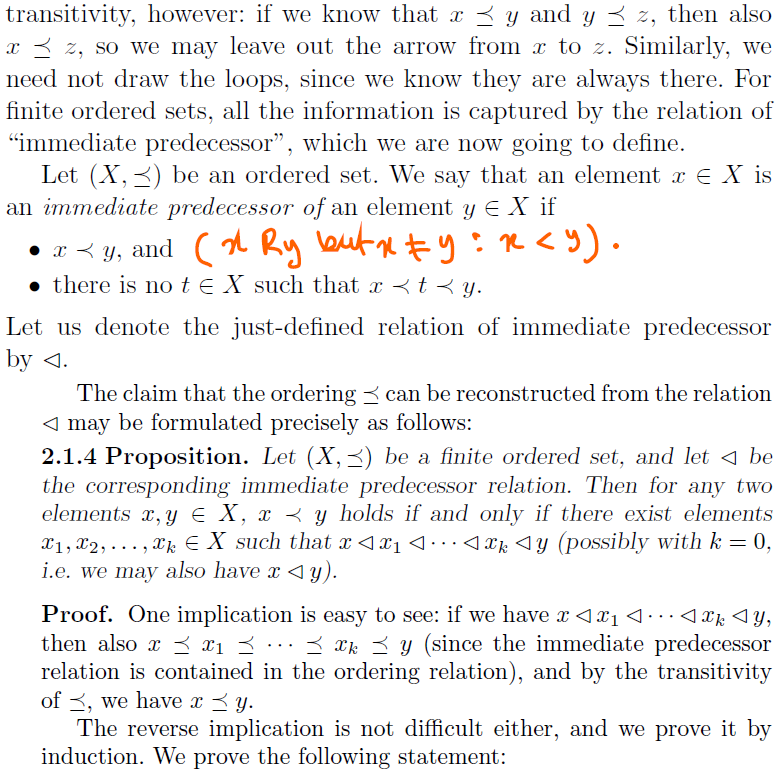 transitivity, however: if we know that x ⪯ y and y ⪯ z, then also
x ⪯ z, so we may leave out the arrow from x to z. Similarly, we
need not draw the loops, since we know they are always there. For
finite ordered sets, all the information is captured by the relation of
“immediate predecessor”, which we are now going to define.
Let (X, ⪯) be an ordered set. We say that an element x ∈ X is
an immediate predecessor of an element y ∈ X if
• x ≺ y, and (x Ry but x ≠ y : x < y).
• there is no t ∈ X such that x ≺ t ≺ y.
Let us denote the just-defined relation of immediate predecessor
by ◁.
The claim that the ordering ⪯ can be reconstructed from the relation
◁ may be formulated precisely as follows:
2.1.4 Proposition. Let (X, ⪯) be a finite ordered set, and let ◁ be
the corresponding immediate predecessor relation. Then for any two
elements x, y ∈ X, x ≺ y holds if and only if there exist elements
x₁, x₂, . . . , xₖ ∈ X such that x ◁ x₁ ◁ · · · ◁ xₖ ◁ y (possibly with k = 0,
i.e. we may also have x ◁ y).
Proof. One implication is easy to see: if we have x ◁ x₁ ◁ · · · ◁ xₖ ◁ y,
then also x ⪯ x₁ ⪯ · · · ⪯ xₖ ⪯ y (since the immediate predecessor
relation is contained in the ordering relation), and by the transitivity
of ⪯, we have x ⪯ y.
The reverse implication is not difficult either, and we prove it by
induction. We prove the following statement: